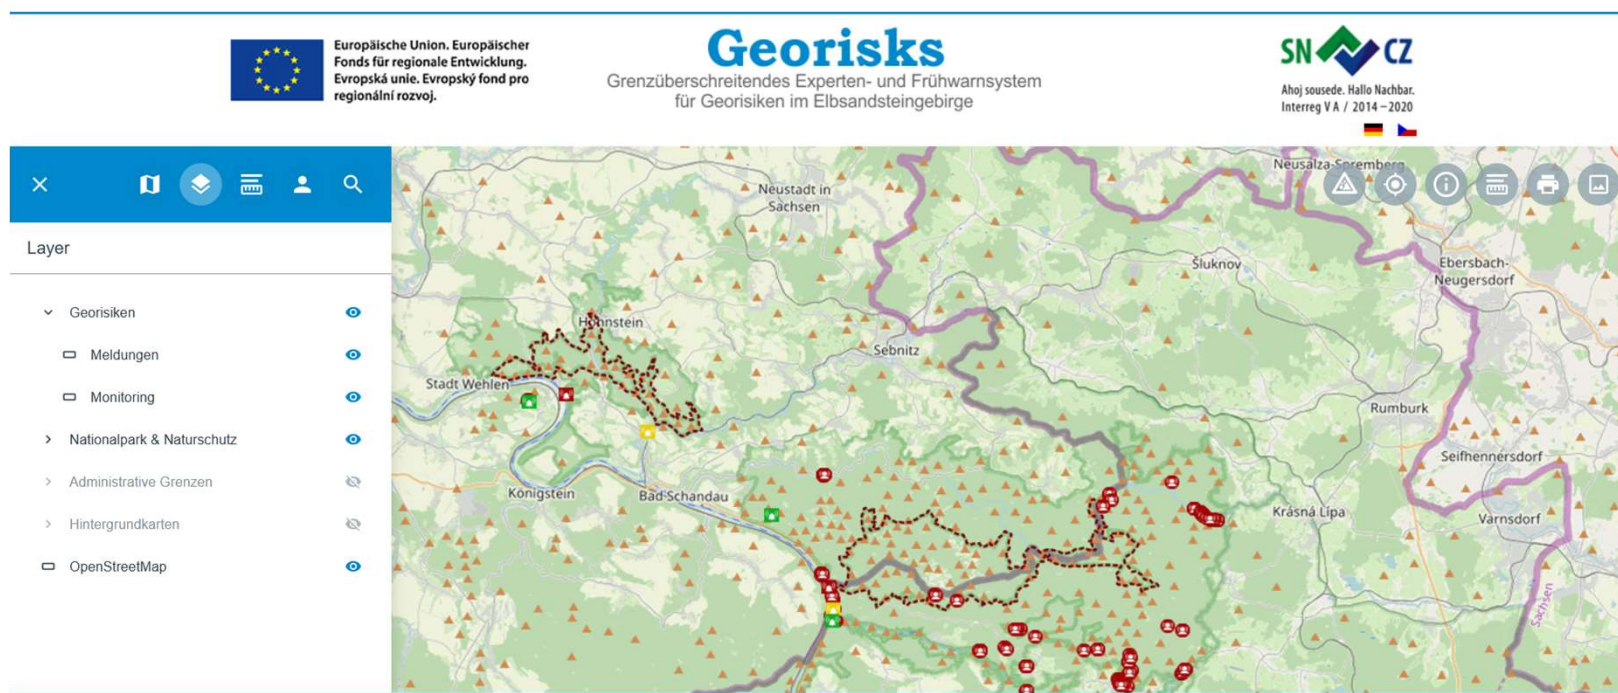 Europäische Union. Europäischer
Fonds für regionale Entwicklung.
Evropská unie. Evropský fond pro
regionální rozvoj.
Georisks
Grenzüberschreitendes Experten- und Frühwarnsystem
für Georisiken im Elbsandsteingebirge
SN CZ
Ahoj sousede. Hallo Nachbar.
Interreg V A / 2014–2020
Layer
Georisiken
Meldungen
Monitoring
Nationalpark & Naturschutz
Administrative Grenzen
Hintergrundkarten
OpenStreetMap
Neusalza-Spremberg
Neustadt in
Sachsen
Šluknov
Ebersbach-
Neugersdorf
Hohnstein
Sebnitz
Stadt Wehlen
Rumburk
Seifhennersdorf
Königstein
Bad Schandau
Krásná Lípa
Varnsdorf
Sachsen